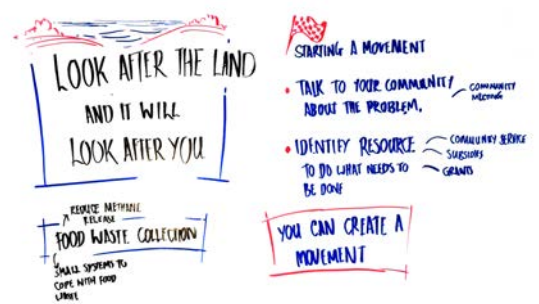 LOOK AFTER THE LAND
AND IT WILL
LOOK AFTER YOU
REDUCE METHANE
RELEASE
FOOD WASTE COLLECTION
SMALL SYSTEMS TO
COPE WITH FOOD
WASTE
STARTING A MOVEMENT
• TALK TO YOUR COMMUNITY
ABOUT THE PROBLEM.
COMMUNITY
MEETING
• IDENTIFY RESOURCE
TO DO WHAT NEEDS TO
BE DONE
COMMUNITY SERVICE
SUBSIDIES
GRANTS
YOU CAN CREATE A
MOVEMENT